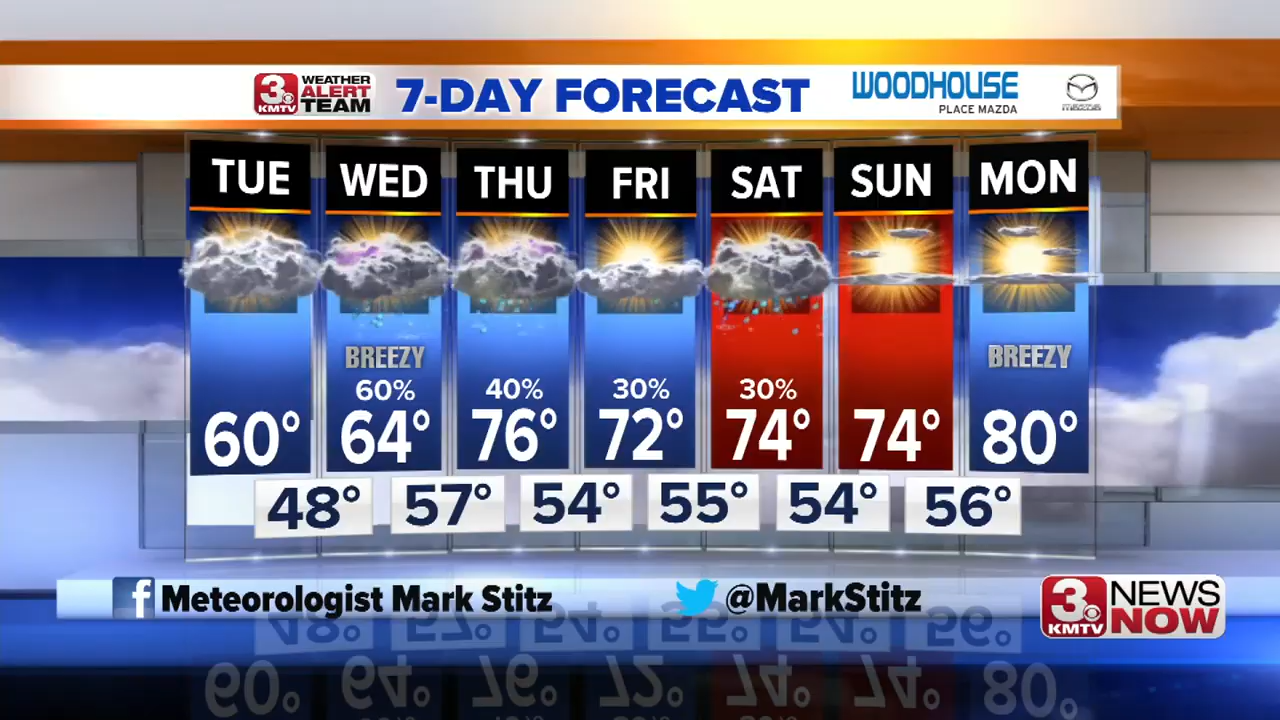 3 KMTV WEATHER ALERT TEAM 7-DAY FORECAST WOODHOUSE PLACE MAZDA
TUE WED THU FRI SAT SUN MON
BREEZY BREEZY
60% 40% 30% 30%
60° 64° 76° 72° 74° 74° 80°
48° 57° 54° 55° 54° 56°
f Meteorologist Mark Stitz @MarkStitz 3 KMTV NEWS NOW